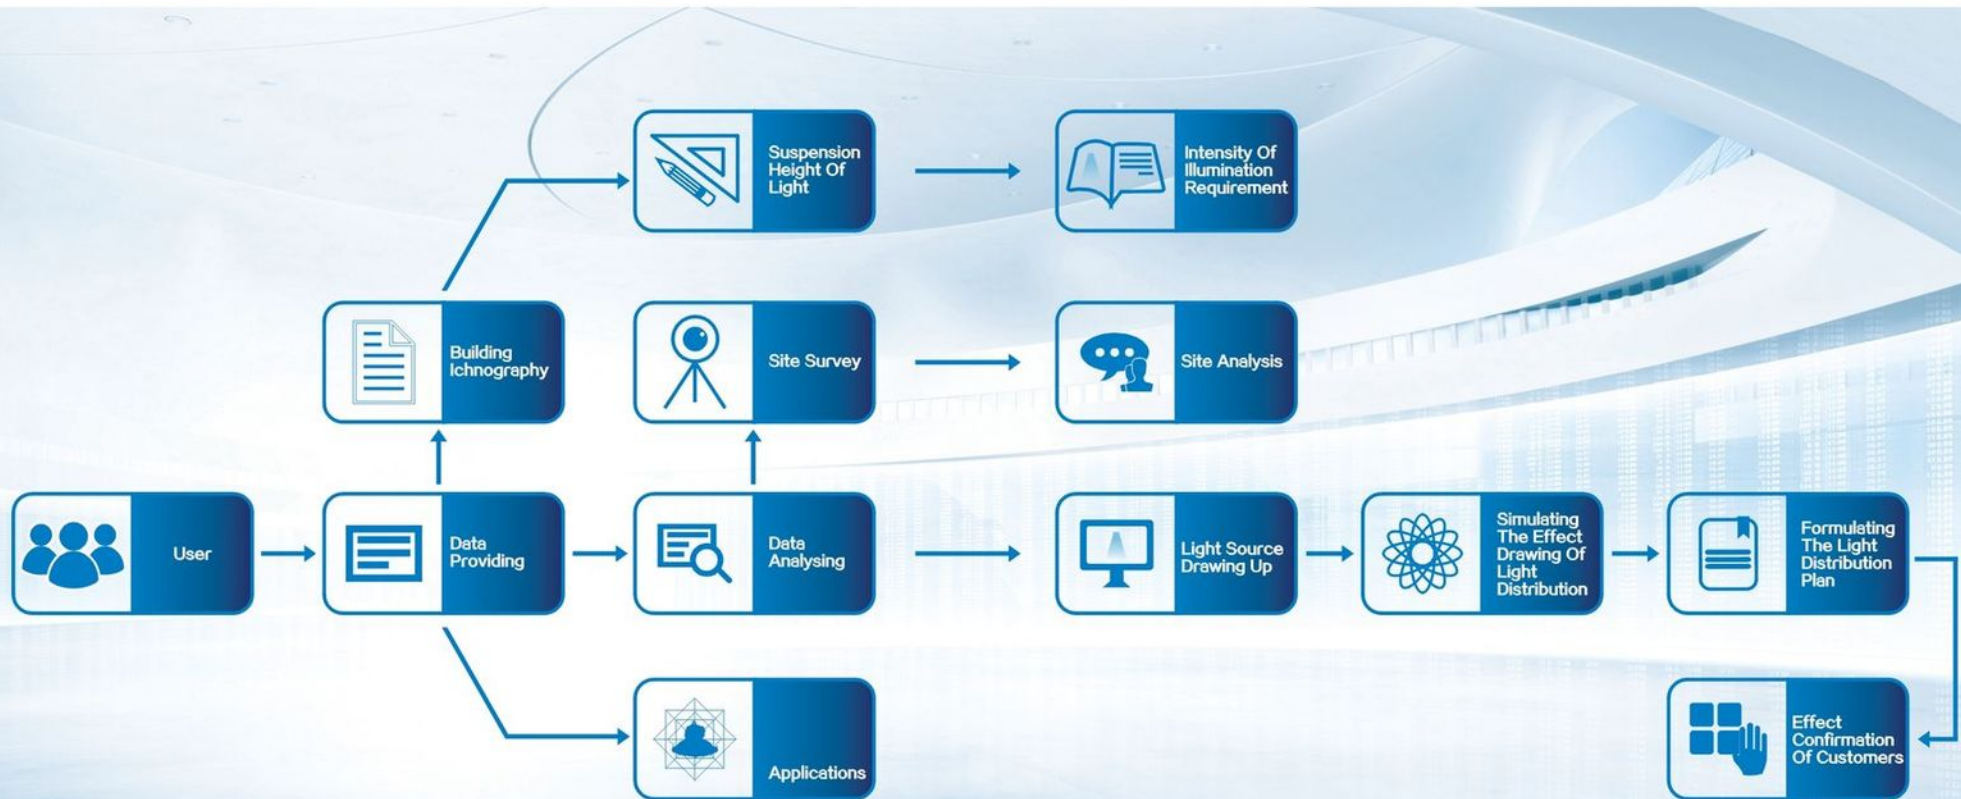 Suspension
Height Of
Light
Intensity Of
Illumination
Requirement
Building
Ichnography
Site Survey
Site Analysis
User
Data
Providing
Data
Analysing
Light Source
Drawing Up
Simulating
The Effect
Drawing Of
Light
Distribution
Formulating
The Light
Distribution
Plan
Applications
Effect
Confirmation
Of Customers